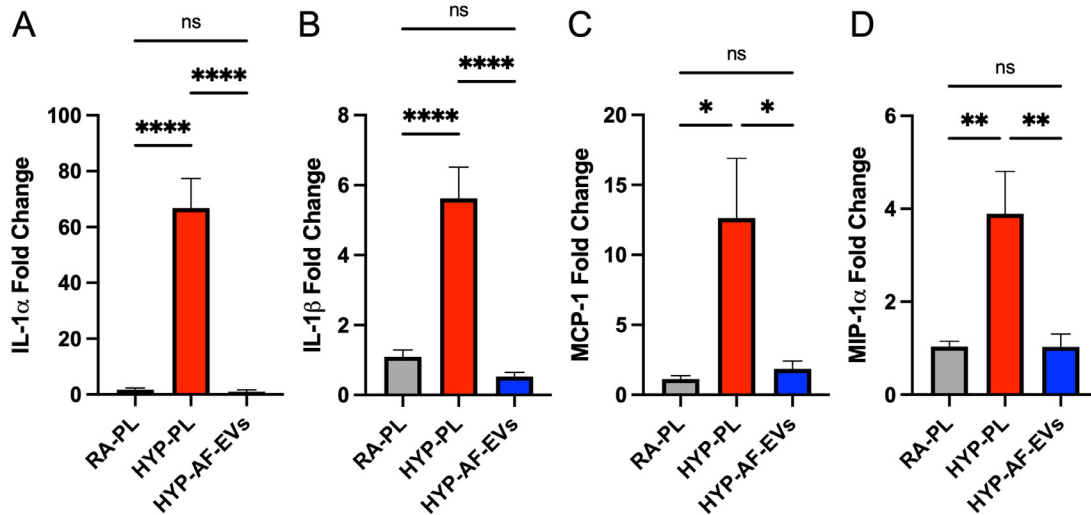 A
ns
****
****
IL-1α Fold Change
100
80
60
40
20
0
RA-PL
HYP-PL
HYP-AF-EVs
B
ns
****
****
IL-1β Fold Change
8
6
4
2
0
RA-PL
HYP-PL
HYP-AF-EVs
C
ns
*
*
MCP-1 Fold Change
20
15
10
5
0
RA-PL
HYP-PL
HYP-AF-EVs
D
ns
**
**
MIP-1α Fold Change
6
4
2
0
RA-PL
HYP-PL
HYP-AF-EVs